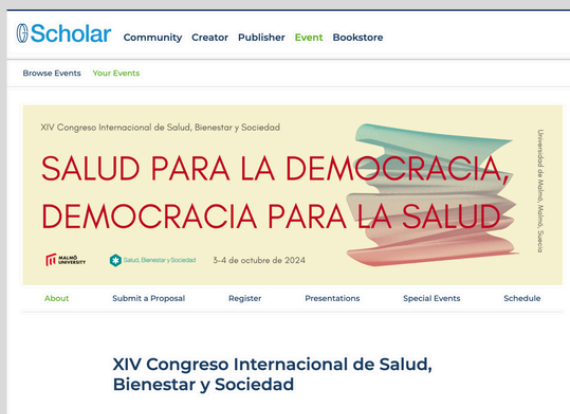 Scholar Community Creator Publisher Event Bookstore
Browse Events Your Events
XIV Congreso Internacional de Salud, Bienestar y Sociedad
SALUD PARA LA DEMOCRACIA,
DEMOCRACIA PARA LA SALUD
Universidad de Malmö, Malmö, Suecia
MALMÖ
UNIVERSITY
Salud, Bienestar y Sociedad
3-4 de octubre de 2024
About Submit a Proposal Register Presentations Special Events Schedule
XIV Congreso Internacional de Salud,
Bienestar y Sociedad